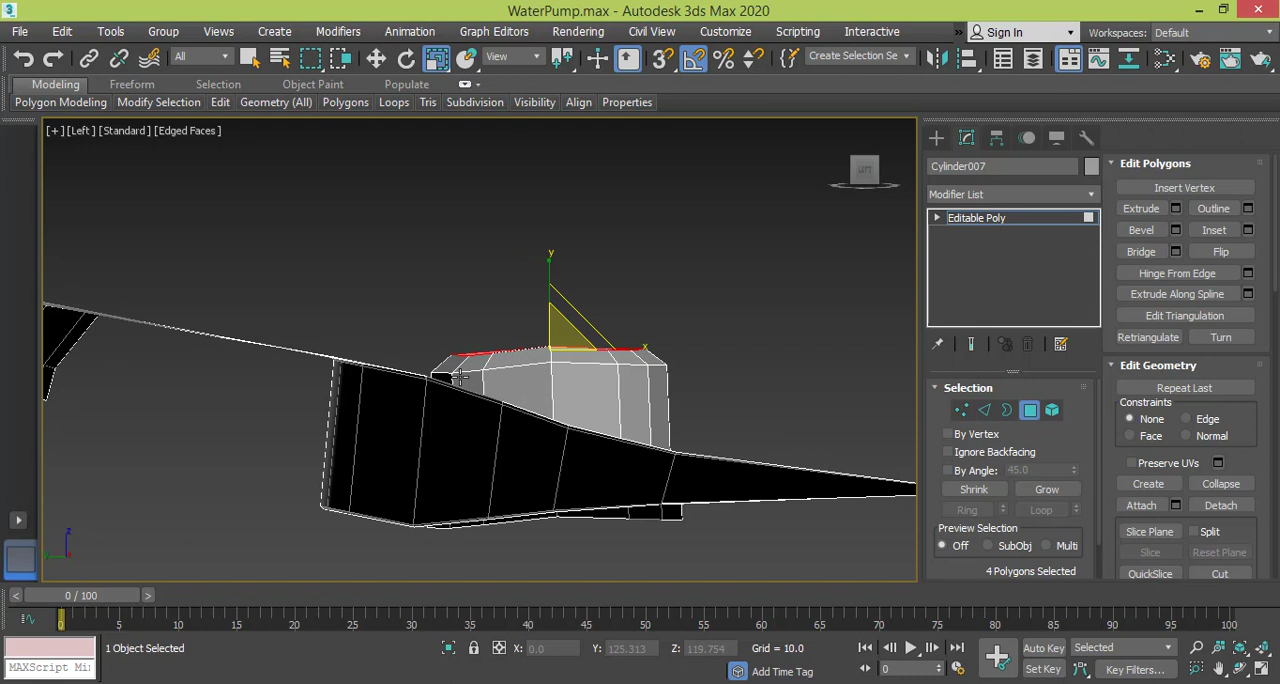 WaterPump.max - Autodesk 3ds Max 2020
File Edit Tools Group Views Create Modifiers Animation Graph Editors Rendering Civil View Customize Scripting Interactive » Sign In Workspaces: Default
All View Create Selection Se
Modeling Freeform Selection Object Paint Populate
Polygon Modeling Modify Selection Edit Geometry (All) Polygons Loops Tris Subdivision Visibility Align Properties
[+] [Left] [Standard] [Edged Faces]
y
x
z
Cylinder007
Modifier List
Editable Poly
Selection
By Vertex
Ignore Backfacing
By Angle: 45.0
Shrink Grow
Ring Loop
Preview Selection
Off SubObj Multi
4 Polygons Selected
Edit Polygons
Insert Vertex
Extrude Outline
Bevel Inset
Bridge Flip
Hinge From Edge
Extrude Along Spline
Edit Triangulation
Retriangulate Turn
Edit Geometry
Repeat Last
Constraints
None Edge
Face Normal
Preserve UVs
Create Collapse
Attach Detach
Slice Plane Split
Slice Reset Plane
QuickSlice Cut
< 0 / 100 >
0 5 10 15 20 25 30 35 40 45 50 55 60 65 70 75 80 85 90 95 100
1 Object Selected X: 0.0 Y: 125.313 Z: 119.754 Grid = 10.0 Auto Key Selected
MAXScript Mi Add Time Tag 0 Set Key Key Filters...